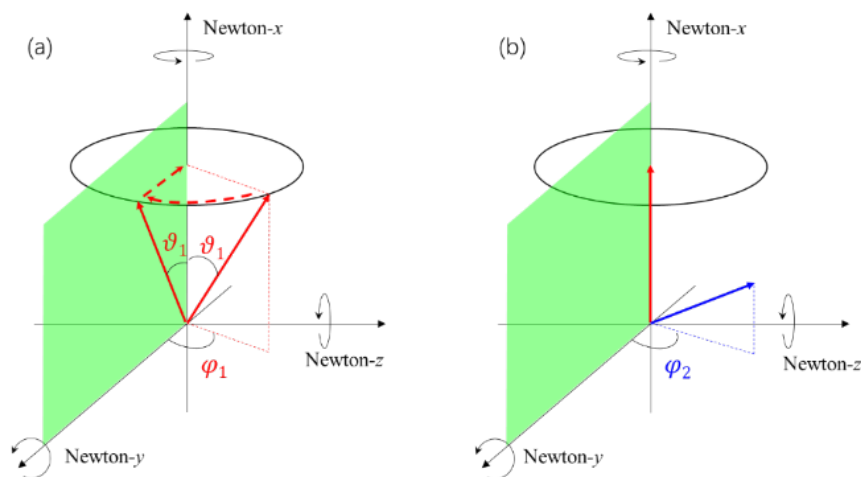 (a)
Newton-x
ϑ₁
ϑ₁
Newton-z
φ₁
Newton-y
(b)
Newton-x
Newton-z
φ₂
Newton-y